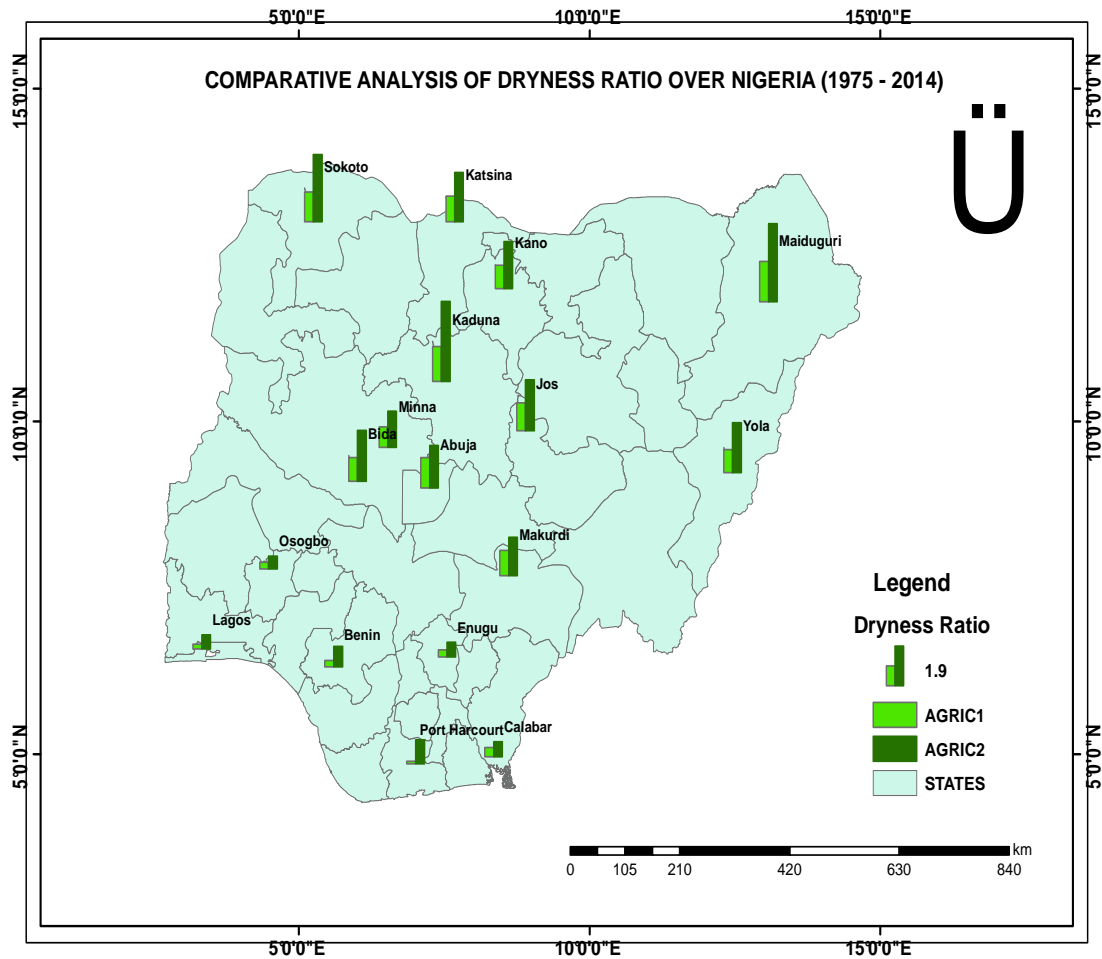 5°0'0"E 10°0'0"E 15°0'0"E
COMPARATIVE ANALYSIS OF DRYNESS RATIO OVER NIGERIA (1975 - 2014)
15°0'0"N 15°0'0"N
Ü
Sokoto
Katsina
Kano
Maiduguri
Kaduna
Jos
Minna
Bida
Abuja
Yola
10°0'0"N 10°0'0"N
Makurdi
Osogbo
Lagos
Benin
Enugu
Port Harcourt
Calabar
5°0'0"N 5°0'0"N
Legend
Dryness Ratio
1.9
AGRIC1
AGRIC2
STATES
km
0 105 210 420 630 840
5°0'0"E 10°0'0"E 15°0'0"E